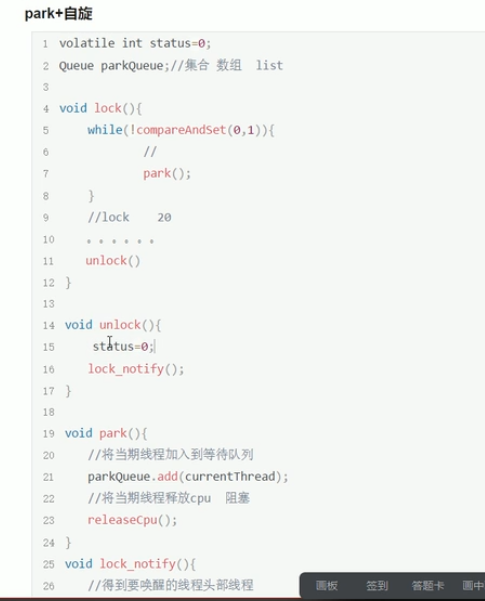 park+自旋
1 volatile int status=0;
2 Queue parkQueue;//集合 数组 list
3
4 void lock(){
5 while(!compareAndSet(0,1)){
6 //
7 park();
8 }
9 //lock 20
10 。。。。。。
11 unlock()
12 }
13
14 void unlock(){
15 status=0;
16 lock_notify();
17 }
18
19 void park(){
20 //将当期线程加入到等待队列
21 parkQueue.add(currentThread);
22 //将当期线程释放cpu 阻塞
23 releaseCpu();
24 }
25 void lock_notify(){
26 //得到要唤醒的线程头部线程
画板 签到 答题卡 画中